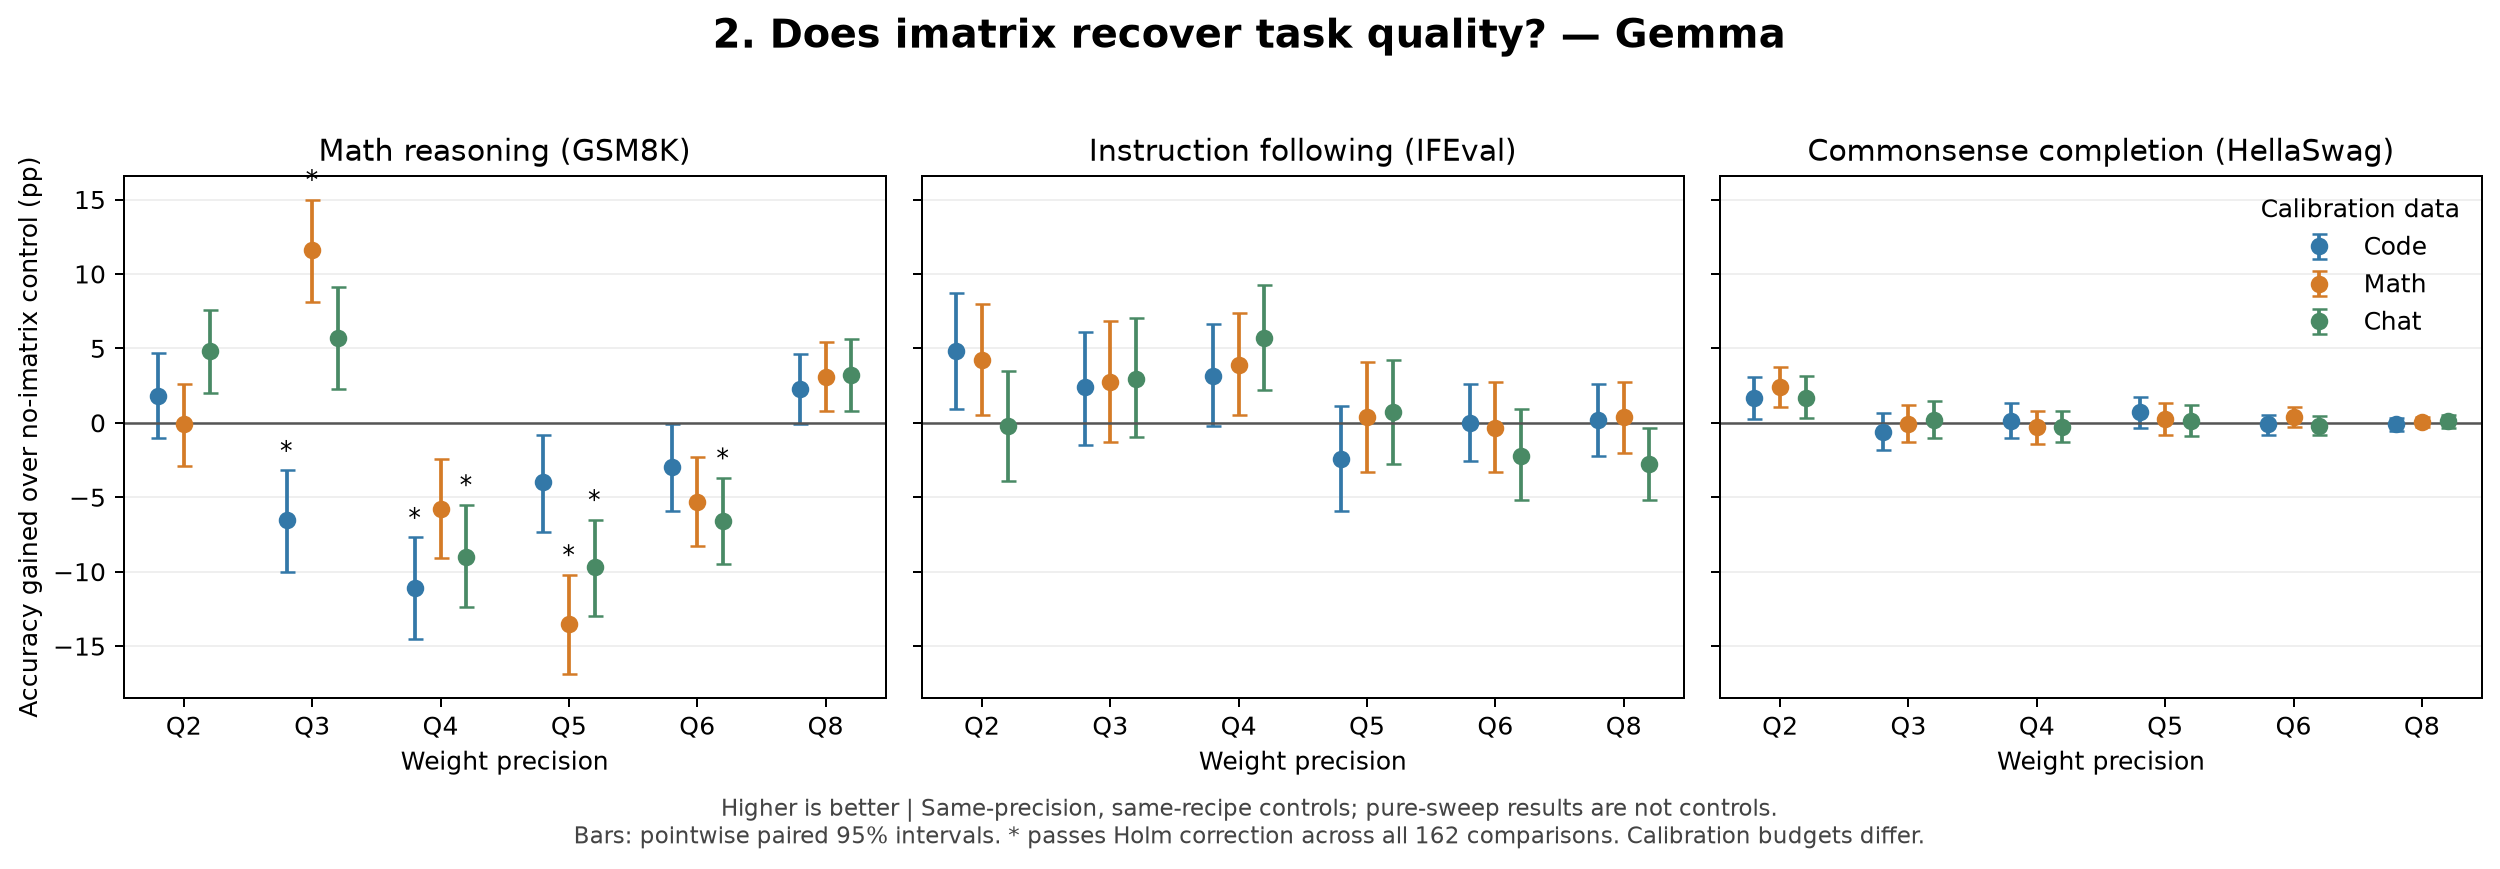 2. Does imatrix recover task quality? — Gemma
Math reasoning (GSM8K)
Instruction following (IFEval)
Commonsense completion (HellaSwag)
Accuracy gained over no-imatrix control (pp)
15
10
5
0
−5
−10
−15
*
*
*
*
*
*
*
Calibration data
Code
Math
Chat
Q2 Q3 Q4 Q5 Q6 Q8
Q2 Q3 Q4 Q5 Q6 Q8
Q2 Q3 Q4 Q5 Q6 Q8
Weight precision
Weight precision
Weight precision
Higher is better | Same-precision, same-recipe controls; pure-sweep results are not controls.
Bars: pointwise paired 95% intervals. * passes Holm correction across all 162 comparisons. Calibration budgets differ.